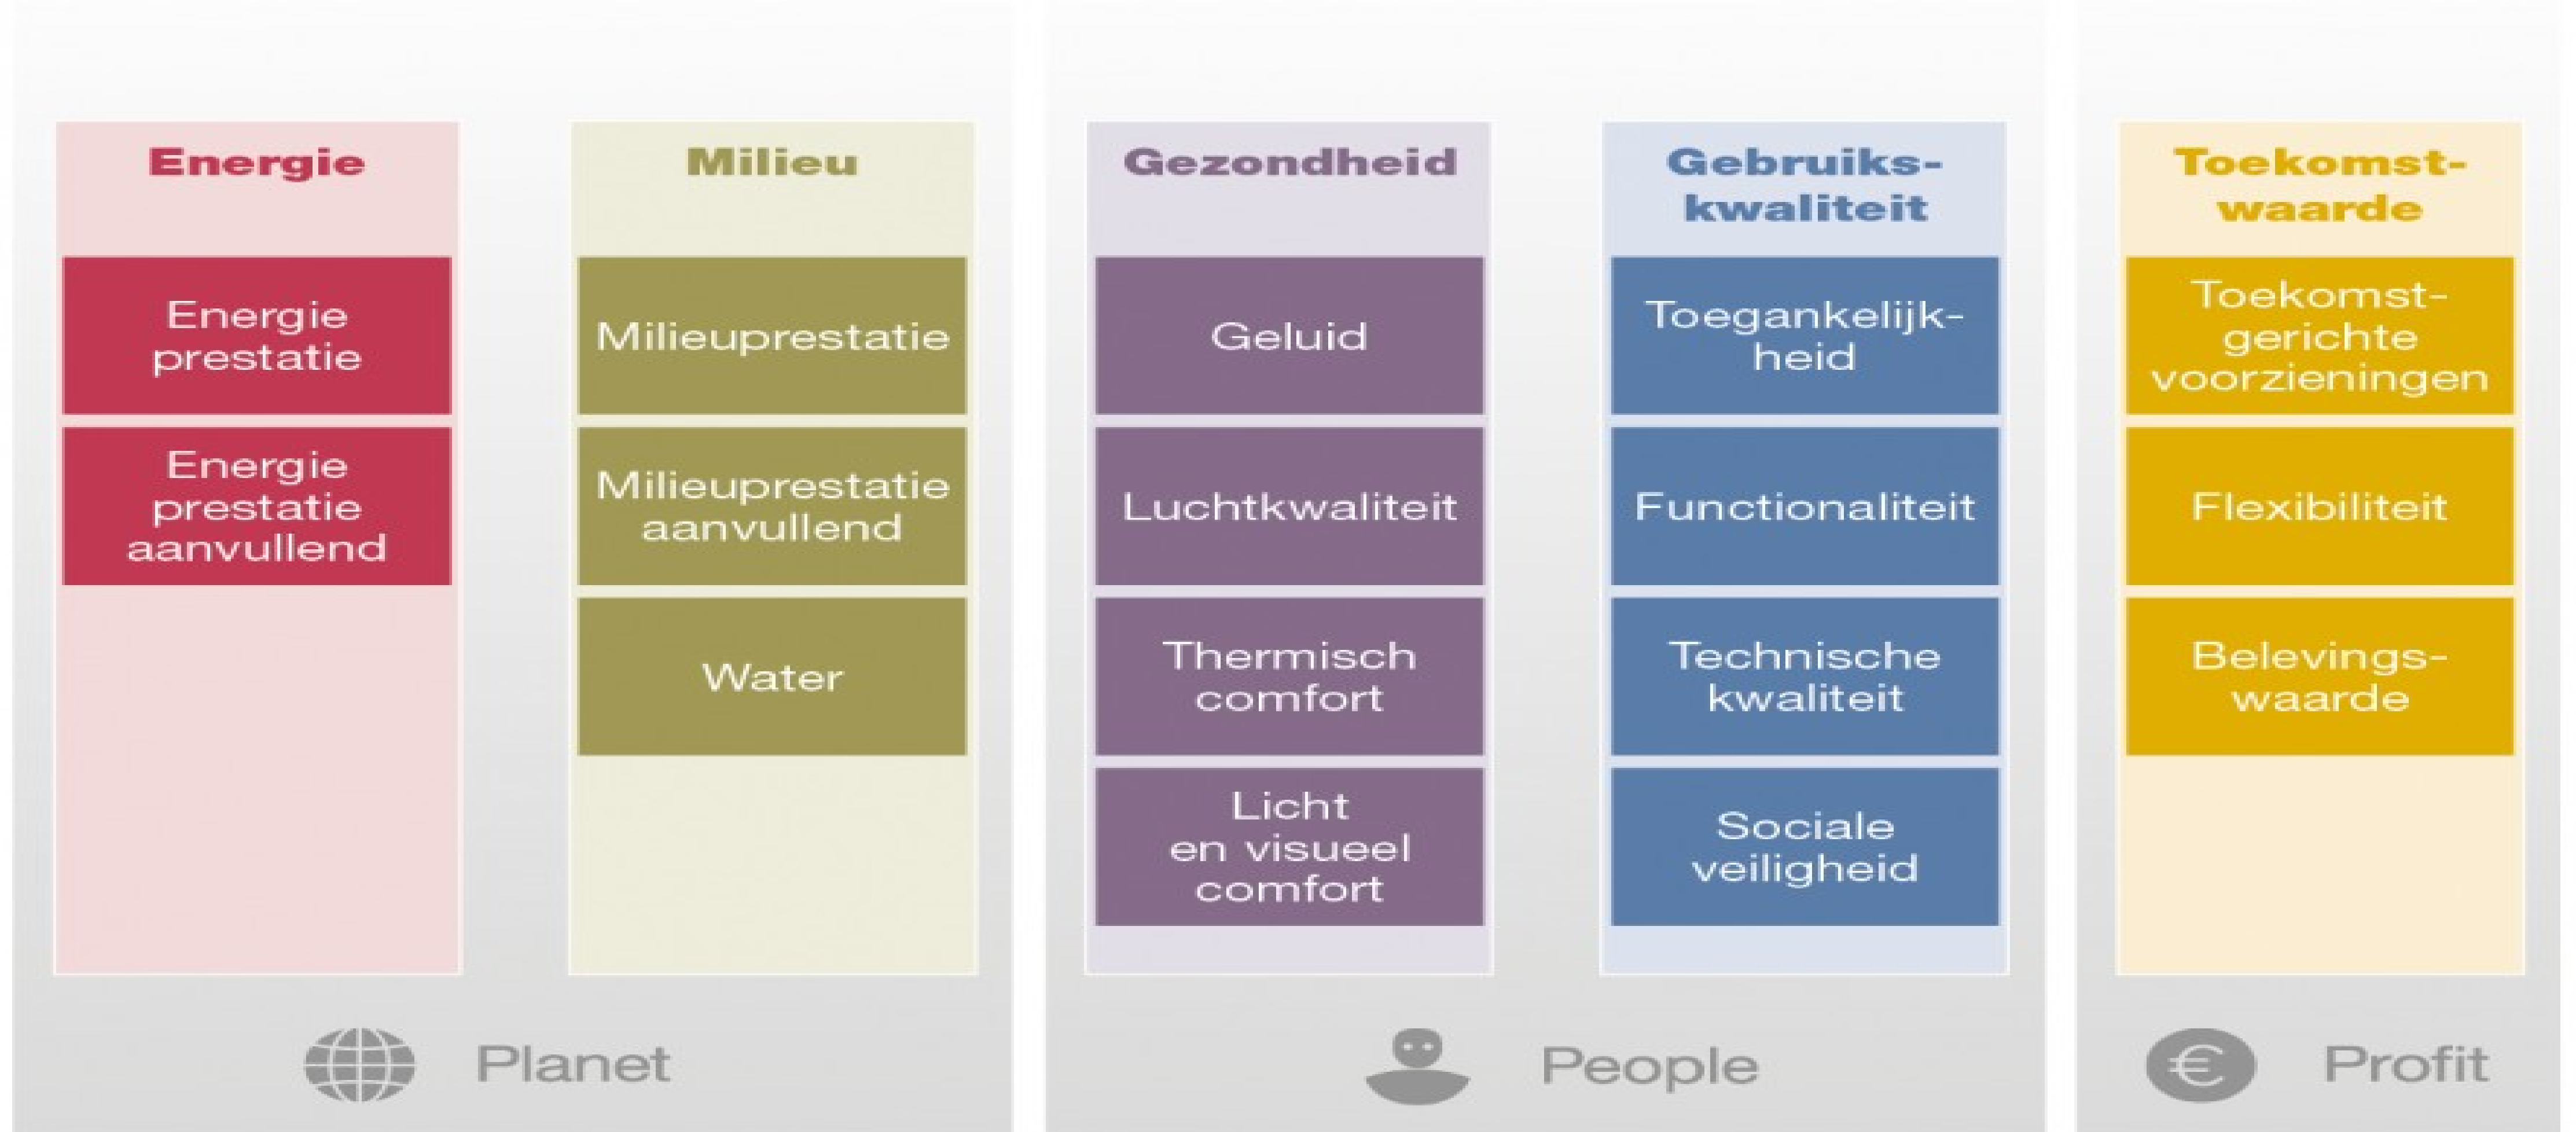 Energie
Energie
prestatie
Energie
prestatie
aanvullend
Milieu
Milieuprestatie
Milieuprestatie
aanvullend
Water
Planet
Gezondheid
Geluid
Luchtkwaliteit
Thermisch
comfort
Licht
en visueel
comfort
Gebruiks-
kwaliteit
Toegankelijk-
heid
Functionaliteit
Technische
kwaliteit
Sociale
veiligheid
People
Toekomst-
waarde
Toekomst-
gerichte
voorzieningen
Flexibiliteit
Belevings-
waarde
€ Profit